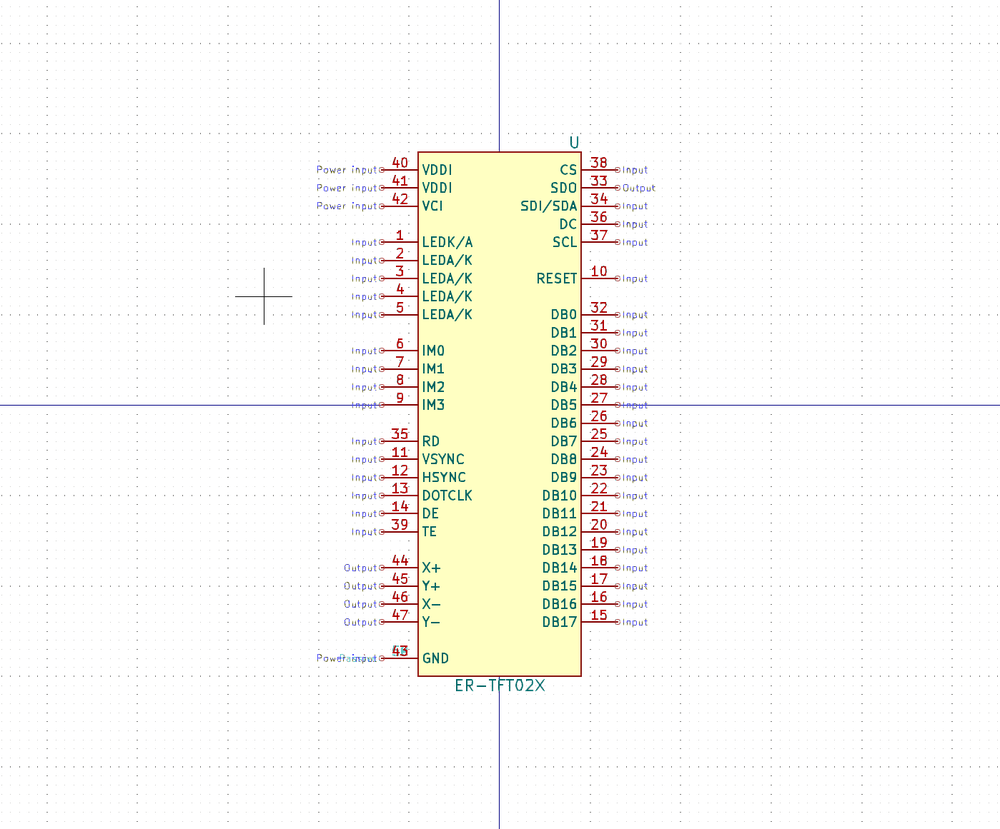 U
Power input 40 VDDI CS 38 Input
Power input 41 VDDI SDO 33 Output
Power input 42 VCI SDI/SDA 34 Input
DC 36 Input
Input 1 LEDK/A SCL 37 Input
Input 2 LEDA/K
Input 3 LEDA/K RESET 10 Input
Input 4 LEDA/K
Input 5 LEDA/K DB0 32 Input
DB1 31 Input
Input 6 IM0 DB2 30 Input
Input 7 IM1 DB3 29 Input
Input 8 IM2 DB4 28 Input
Input 9 IM3 DB5 27 Input
DB6 26 Input
Input 35 RD DB7 25 Input
Input 11 VSYNC DB8 24 Input
Input 12 HSYNC DB9 23 Input
Input 13 DOTCLK DB10 22 Input
Input 14 DE DB11 21 Input
Input 39 TE DB12 20 Input
DB13 19 Input
Output 44 X+ DB14 18 Input
Output 45 Y+ DB15 17 Input
Output 46 X- DB16 16 Input
Output 47 Y- DB17 15 Input
Power input 43 GND
ER-TFT02X